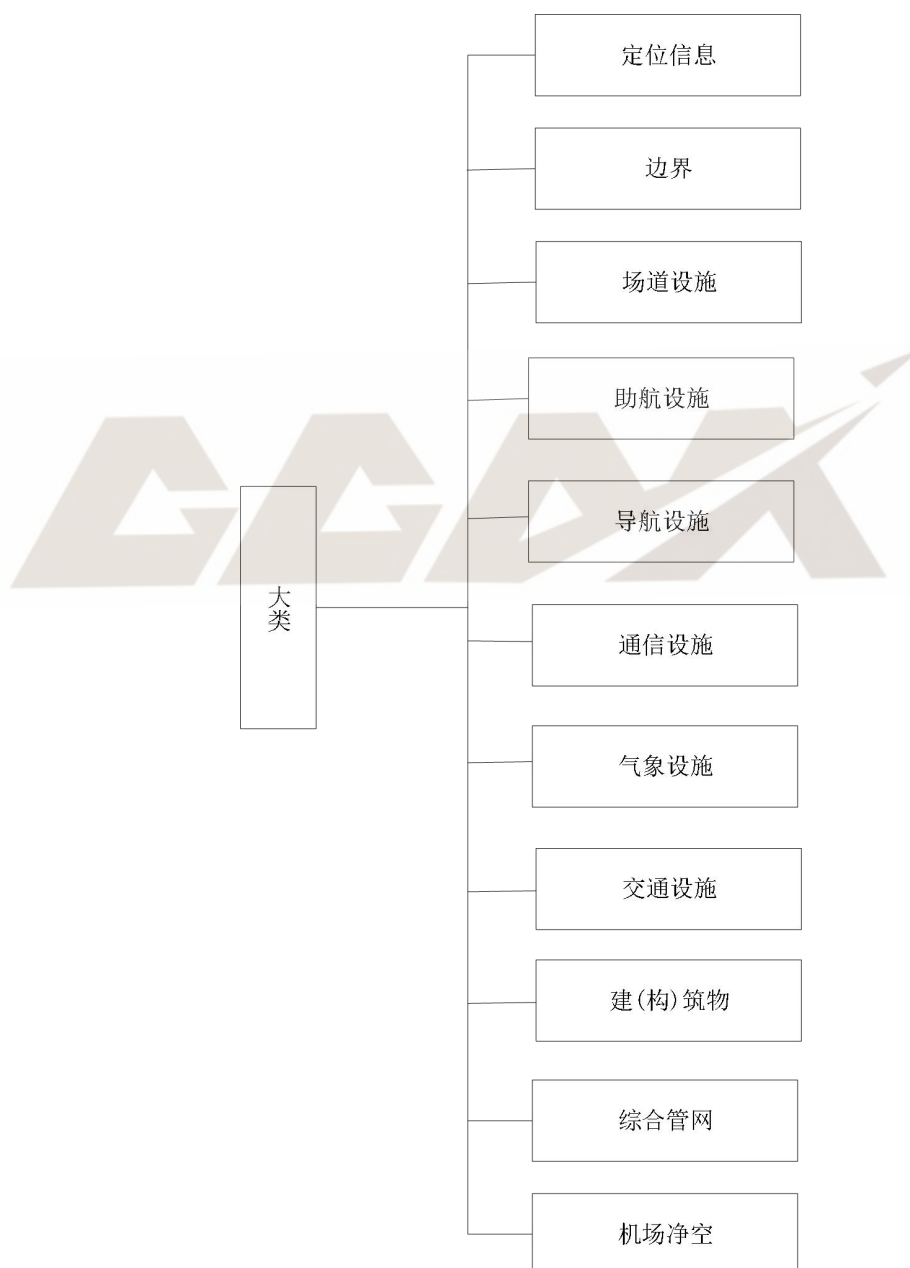 定位信息
边界
场道设施
助航设施
导航设施
大类
通信设施
气象设施
交通设施
建(构)筑物
综合管网
机场净空